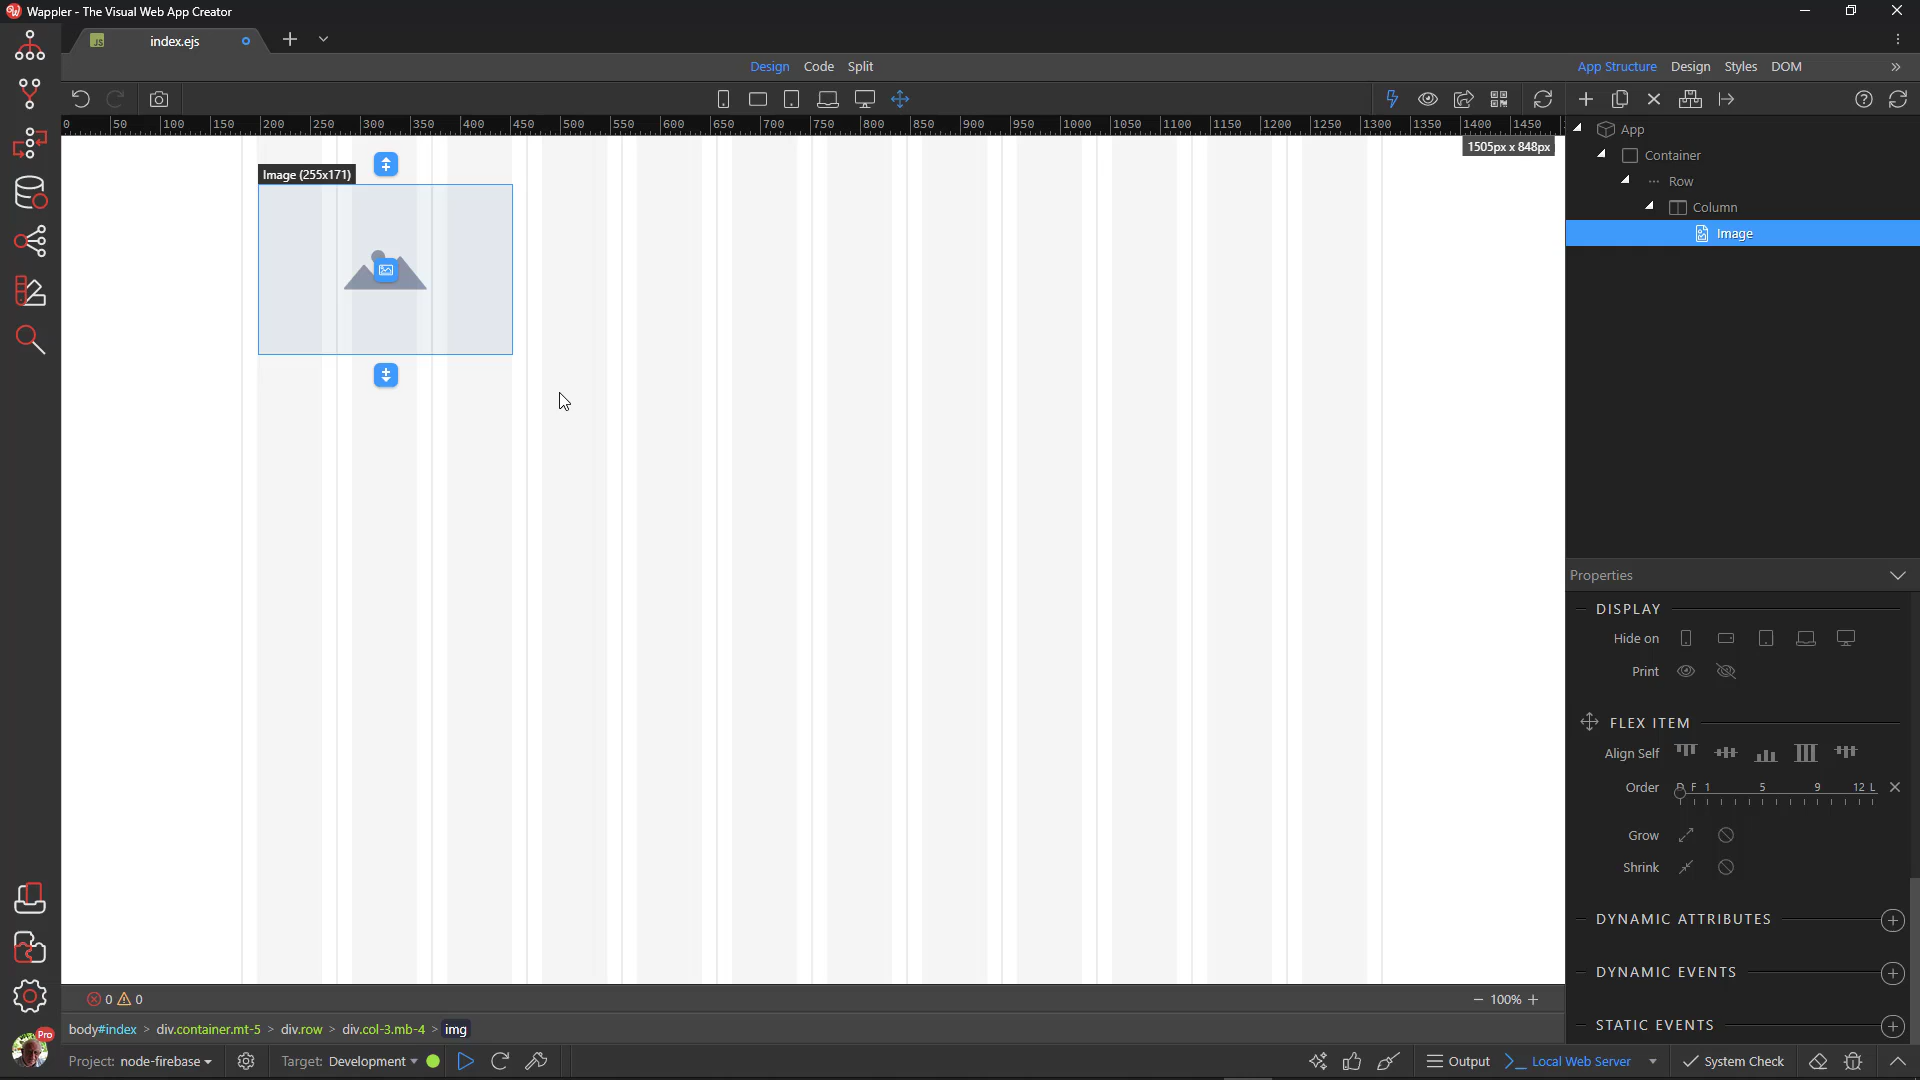 Wappler - The Visual Web App Creator
JS index.ejs
Design Code Split
App Structure Design Styles DOM
0 50 100 150 200 250 300 350 400 450 500 550 600 650 700 750 800 850 900 950 1000 1050 1100 1150 1200 1250 1300 1350 1400 1450
1505px x 848px
App
Container
Row
Column
Image
Image (255x171)
Properties
DISPLAY
Hide on
Print
FLEX ITEM
Align Self
Order D F 1 5 9 12 L
Grow
Shrink
DYNAMIC ATTRIBUTES
DYNAMIC EVENTS
STATIC EVENTS
0 0
100%
body#index > div.container.mt-5 > div.row > div.col-3.mb-4 > img
Pro
Project: node-firebase Target: Development Output Local Web Server System Check